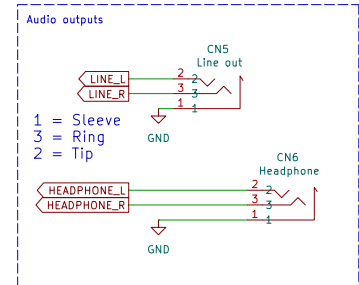 Audio outputs
CN5
Line out
LINE_L 2 2
LINE_R 3 3
1 1
GND
1 = Sleeve
3 = Ring
2 = Tip
CN6
Headphone
HEADPHONE_L 2 2
HEADPHONE_R 3 3
1 1
GND